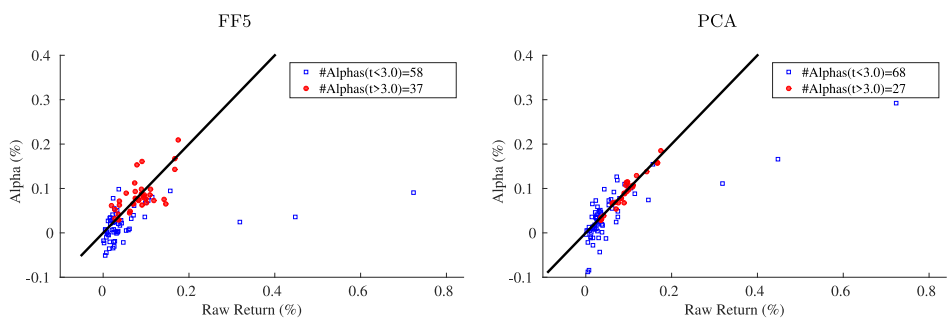 FF5
PCA
0.4
0.3
0.2
0.1
0
-0.1
Alpha (%)
0
0.2
0.4
0.6
0.8
Raw Return (%)
#Alphas(t<3.0)=58
#Alphas(t>3.0)=37
0.4
0.3
0.2
0.1
0
-0.1
Alpha (%)
0
0.2
0.4
0.6
0.8
Raw Return (%)
#Alphas(t<3.0)=68
#Alphas(t>3.0)=27